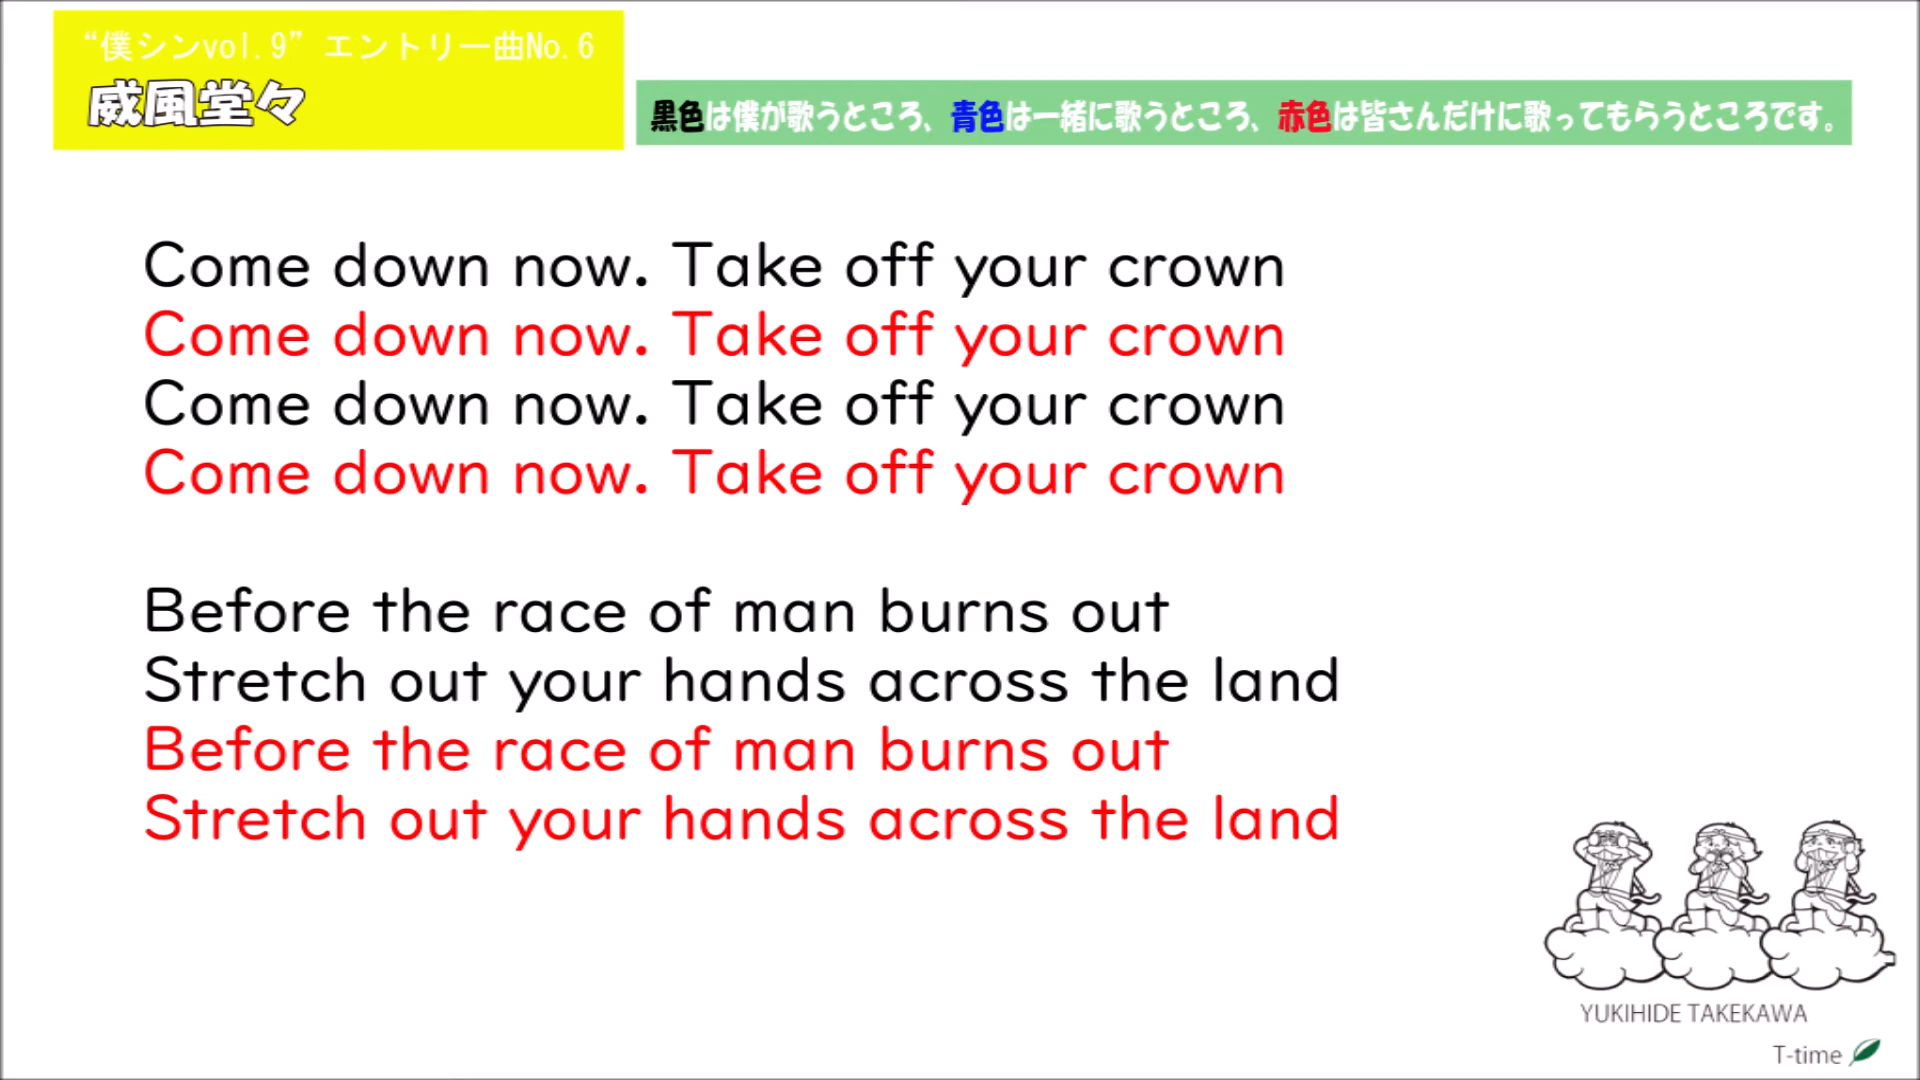 “僕シンvol.9”エントリー曲No.6
威風堂々
黒色は僕が歌うところ、青色は一緒に歌うところ、赤色は皆さんだけに歌ってもらうところです。
Come down now. Take off your crown
Come down now. Take off your crown
Come down now. Take off your crown
Come down now. Take off your crown
Before the race of man burns out
Stretch out your hands across the land
Before the race of man burns out
Stretch out your hands across the land
YUKIHIDE TAKEKAWA
T-time